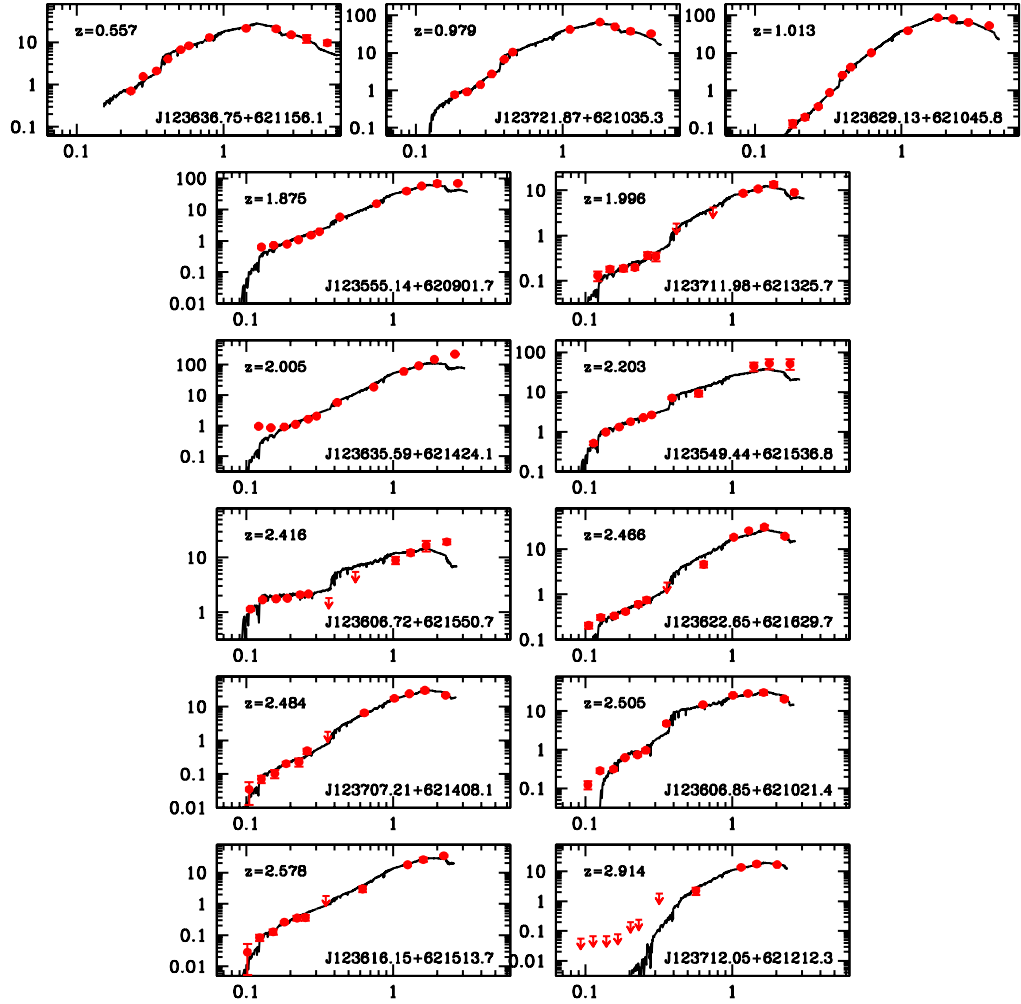 z=0.557
10
1
0.1
J123636.75+621156.1
0.1
1
z=0.979
100
10
1
0.1
J123721.87+621035.3
0.1
1
z=1.013
100
10
1
0.1
J123629.13+621045.8
0.1
1
z=1.875
100
10
1
0.1
0.01
J123555.14+620901.7
0.1
1
z=1.996
10
1
0.1
J123711.98+621325.7
0.1
1
z=2.005
100
10
1
0.1
J123635.59+621424.1
0.1
1
z=2.203
100
10
1
0.1
J123549.44+621536.8
0.1
1
z=2.416
10
1
J123606.72+621550.7
0.1
1
z=2.466
10
1
0.1
J123622.65+621629.7
0.1
1
z=2.484
10
1
0.1
0.01
J123707.21+621408.1
0.1
1
z=2.505
10
1
0.1
J123606.85+621021.4
0.1
1
z=2.578
10
1
0.1
0.01
J123616.15+621513.7
0.1
1
z=2.914
10
1
0.1
0.01
J123712.05+621212.3
0.1
1